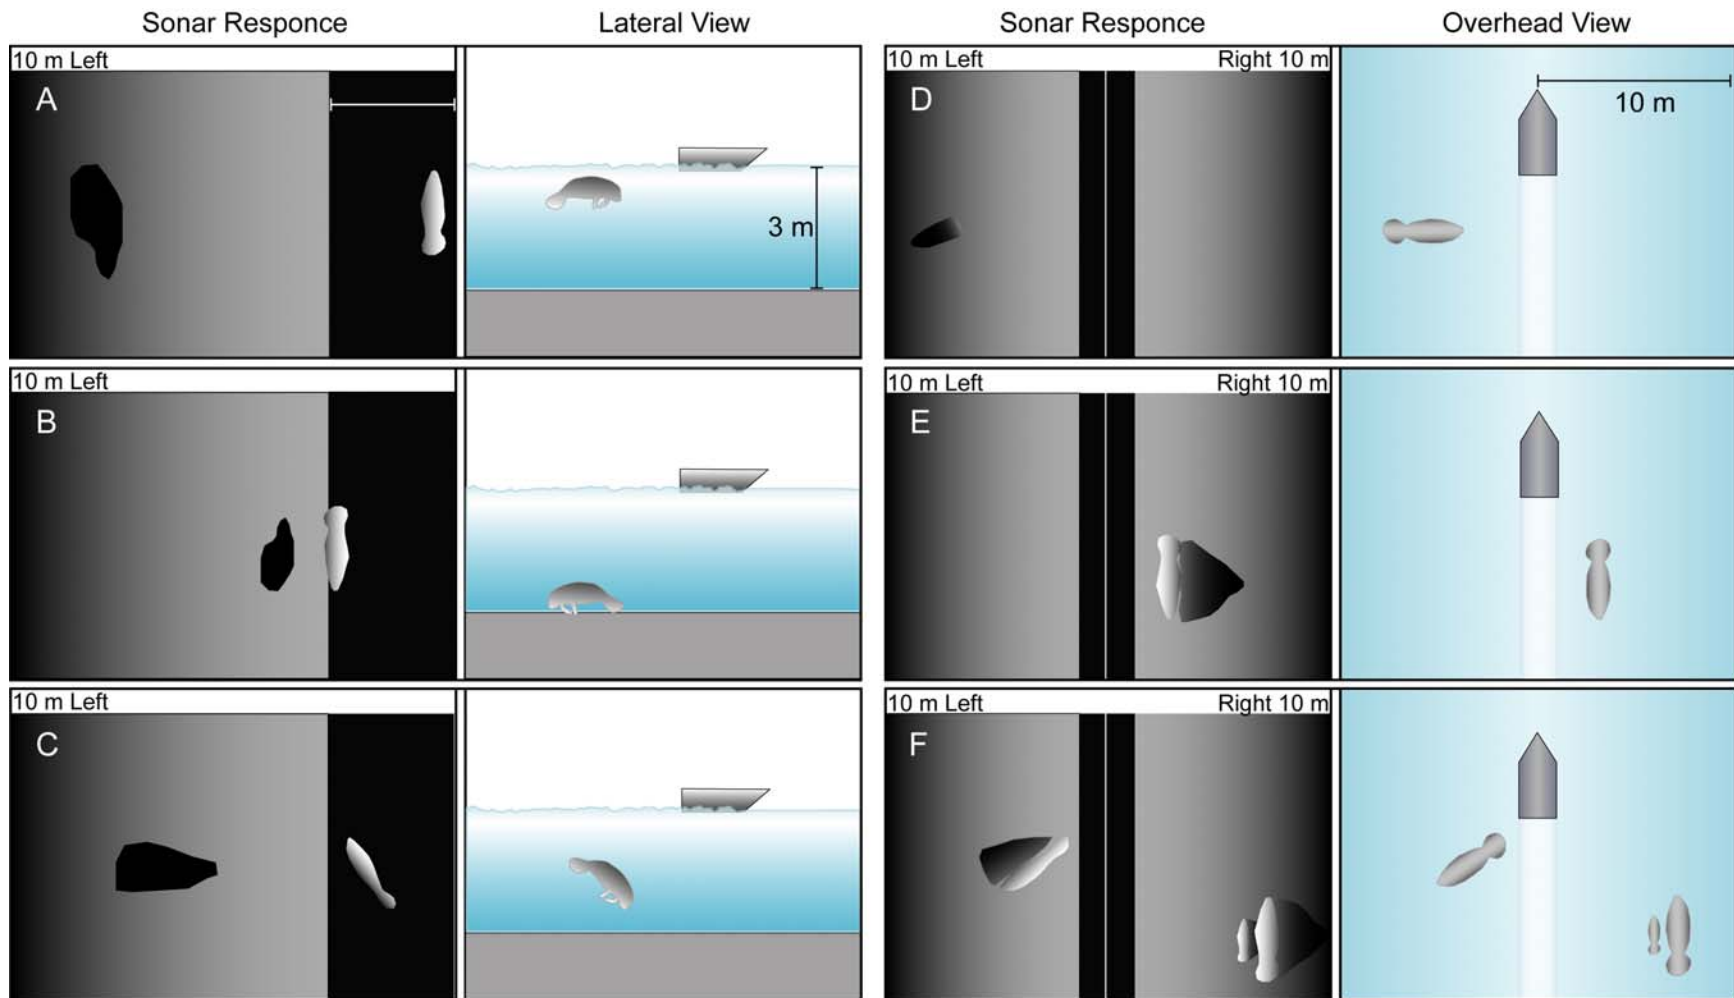 Sonar Responce Lateral View Sonar Responce Overhead View
10 m Left
A
3 m
10 m Left Right 10 m
D
10 m
10 m Left
B
10 m Left Right 10 m
E
10 m Left
C
10 m Left Right 10 m
F